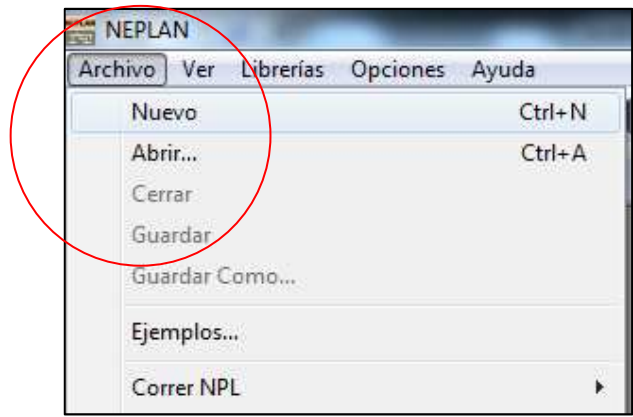 NEPLAN
Archivo Ver Librerías Opciones Ayuda
Nuevo Ctrl+N
Abrir... Ctrl+A
Cerrar
Guardar
Guardar Como...
Ejemplos...
Correr NPL